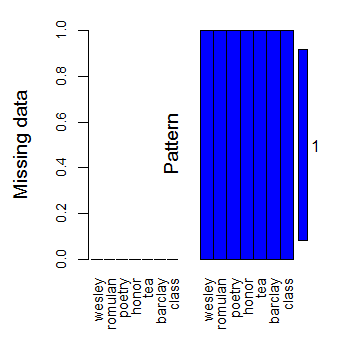 Missing data
1.0
0.8
0.6
0.4
0.2
0.0
wesley
romulan
poetry
honor
tea
barclay
class
Pattern
wesley
romulan
poetry
honor
tea
barclay
class
1